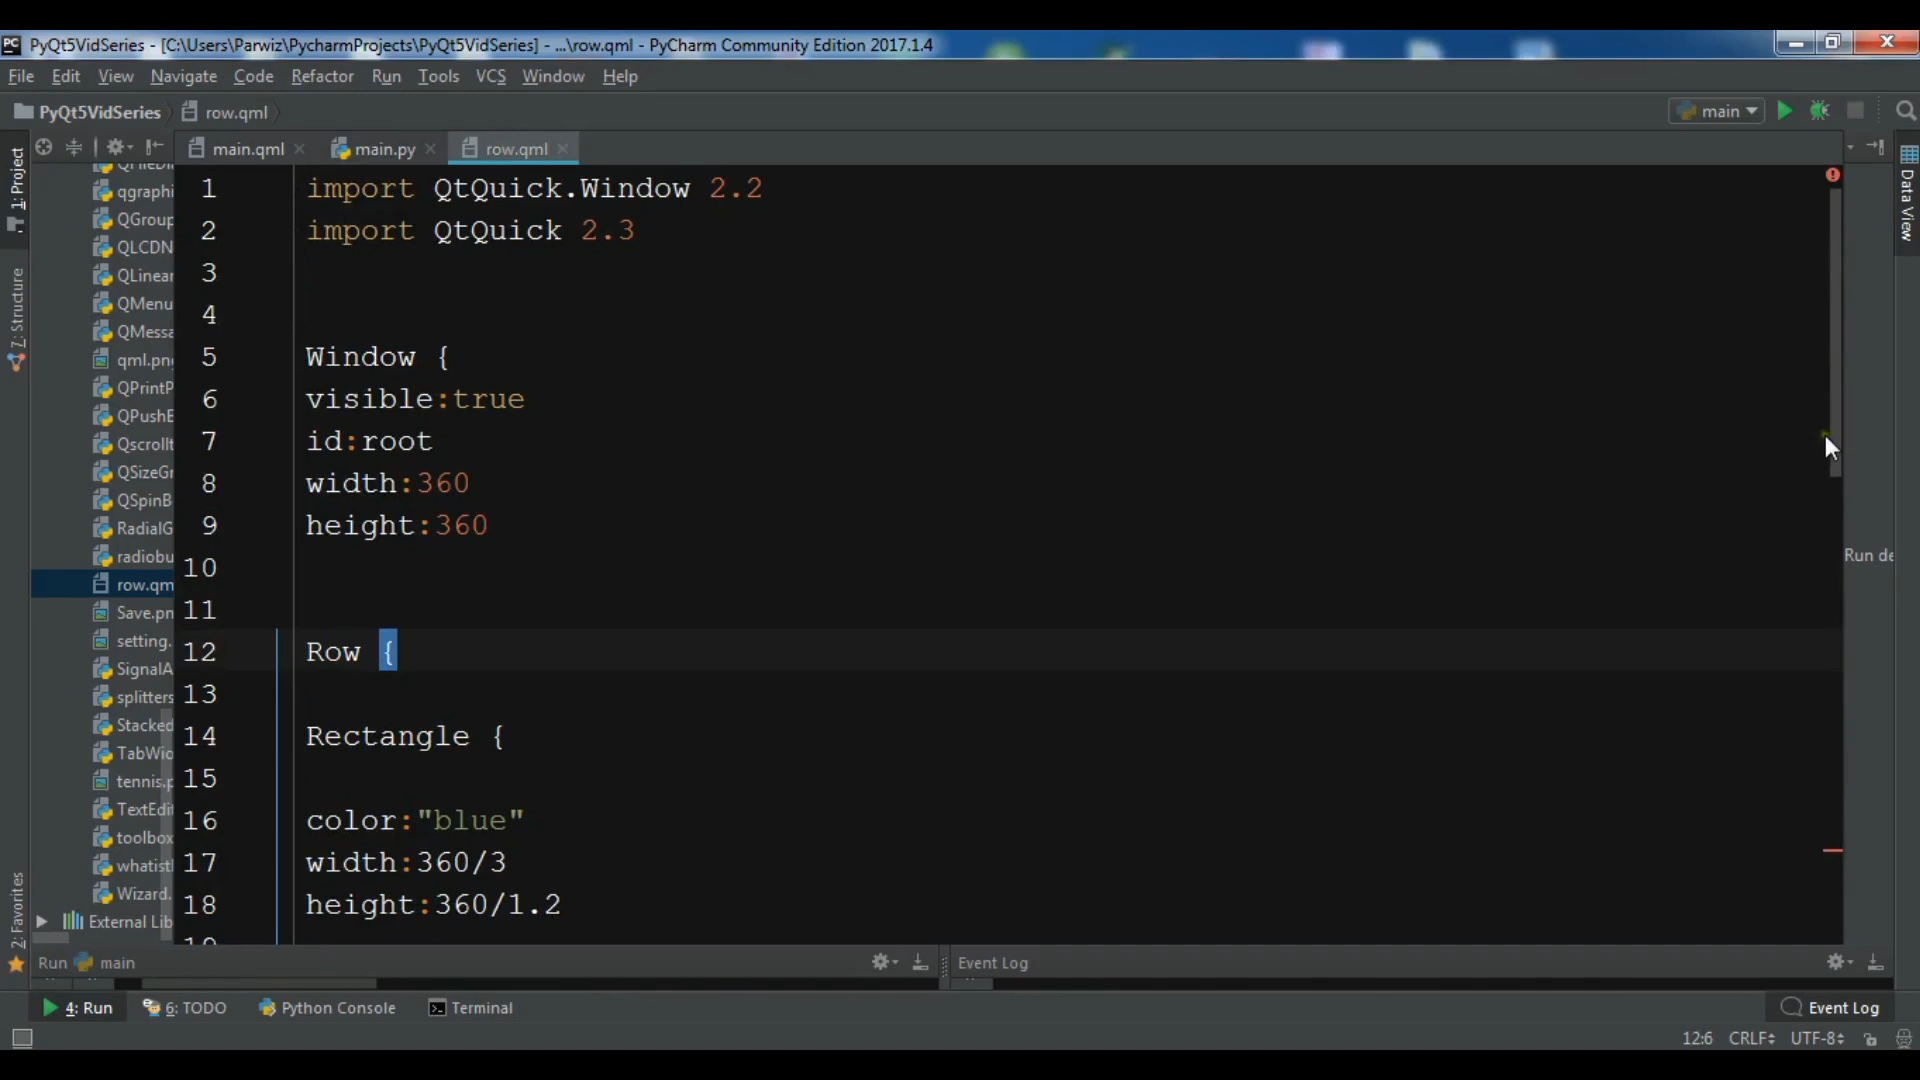 PyQt5VidSeries - [C:\Users\Parwiz\PycharmProjects\PyQt5VidSeries] - ...\row.qml - PyCharm Community Edition 2017.1.4
File Edit View Navigate Code Refactor Run Tools VCS Window Help
PyQt5VidSeries row.qml main
main.qml main.py row.qml
1: Project
7: Structure
2: Favorites
qgraphi
QGroup
QLCDN
QLinear
QMenu
QMessa
qml.pn
QPrintP
QPushE
Qscrollt
QSizeGr
QSpinB
RadialG
radiobu
row.qm
Save.pn
setting.
SignalA
splitters
Stacked
TabWic
tennis.p
TextEdit
toolbox
whatist
Wizard.
External Lib
1 import QtQuick.Window 2.2
2 import QtQuick 2.3
3
4
5 Window {
6 visible:true
7 id:root
8 width:360
9 height:360
10
11
12 Row {
13
14 Rectangle {
15
16 color:"blue"
17 width:360/3
18 height:360/1.2
19
Data View
Run de
Run main
Event Log
4: Run 6: TODO Python Console Terminal Event Log
12:6 CRLF UTF-8